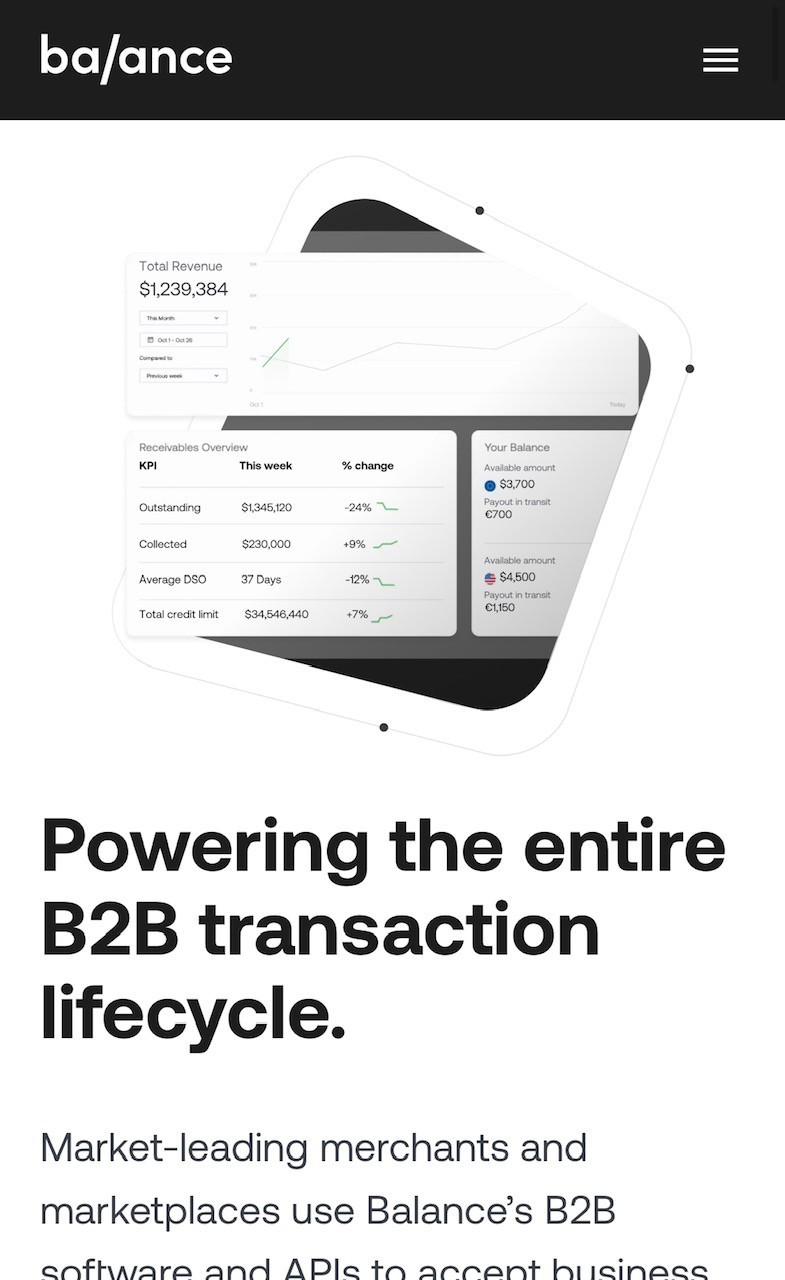 ba/ance
Total Revenue
$1,239,384
This Month
Oct 1 - Oct 26
Compared to
Previous week
0
Oct 1
Today
Receivables Overview
KPI This week % change
Outstanding $1,345,120 -24%
Collected $230,000 +9%
Average DSO 37 Days -12%
Total credit limit $34,546,440 +7%
Your Balance
Available amount
$3,700
Payout in transit
€700
Available amount
$4,500
Payout in transit
€1,150
Powering the entire
B2B transaction
lifecycle.
Market-leading merchants and
marketplaces use Balance’s B2B
software and APIs to accept business